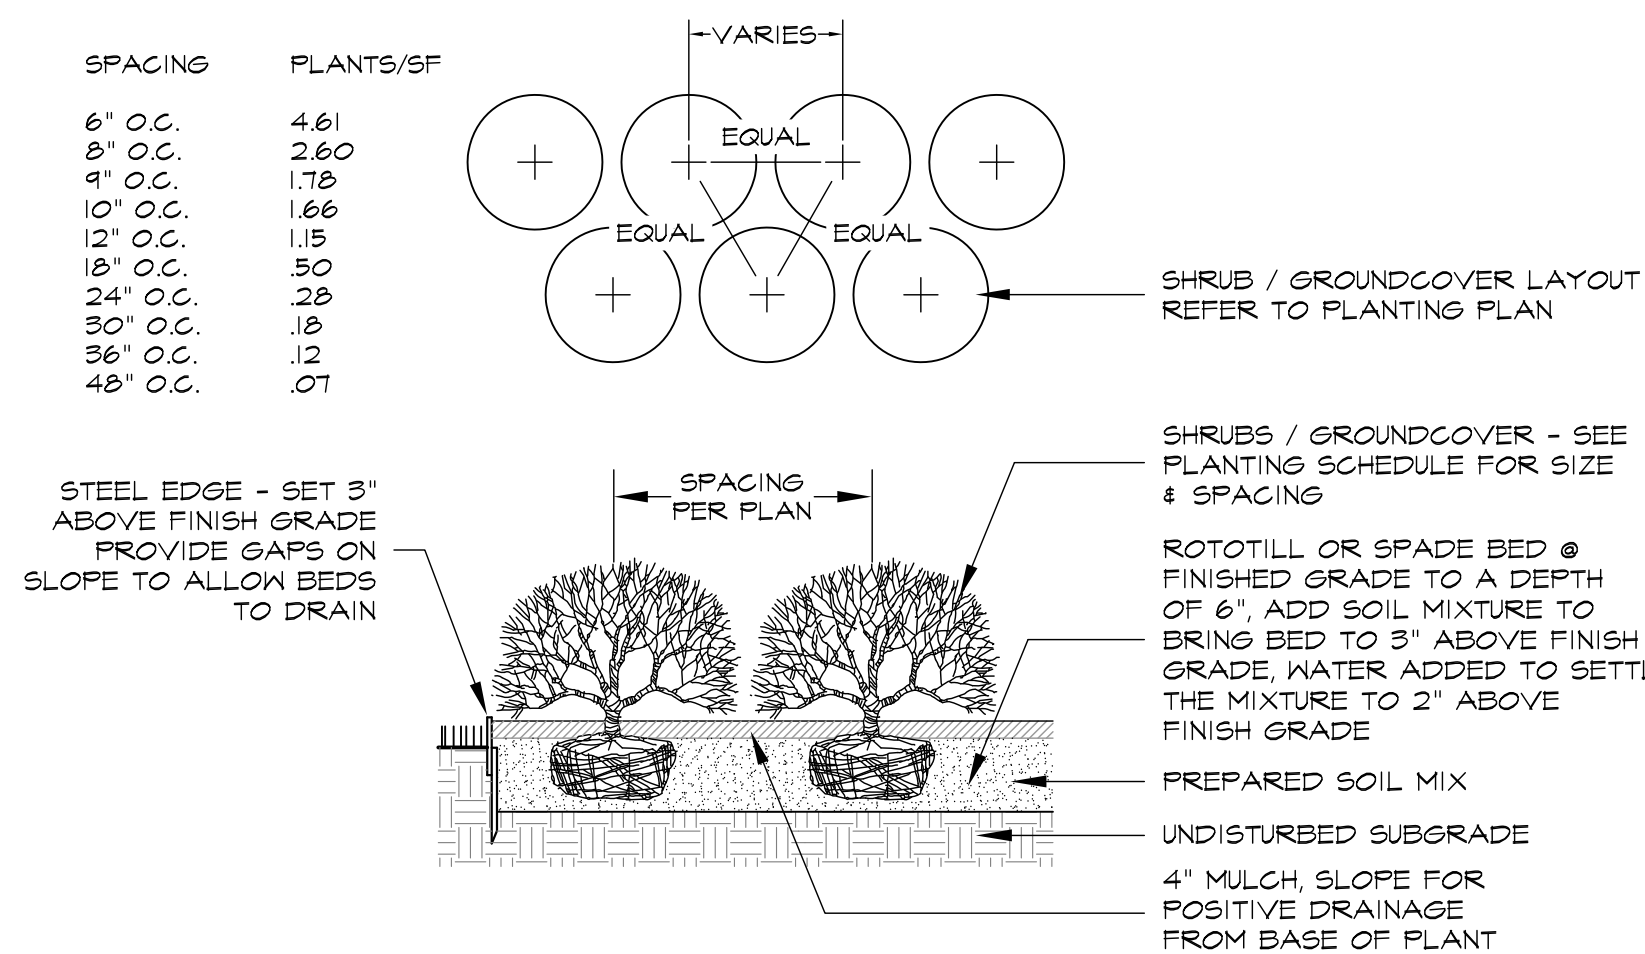 VARIES
SPACING PLANTS/SF
6" O.C. 4.61
8" O.C. 2.60
9" O.C. 1.78
10" O.C. 1.66
12" O.C. 1.15
18" O.C. .50
24" O.C. .28
30" O.C. .18
36" O.C. .12
48" O.C. .07
EQUAL
EQUAL EQUAL
SHRUB / GROUNDCOVER LAYOUT
REFER TO PLANTING PLAN
STEEL EDGE - SET 3"
ABOVE FINISH GRADE
PROVIDE GAPS ON
SLOPE TO ALLOW BEDS
TO DRAIN
SPACING
PER PLAN
SHRUBS / GROUNDCOVER - SEE
PLANTING SCHEDULE FOR SIZE
& SPACING
ROTOTILL OR SPADE BED @
FINISHED GRADE TO A DEPTH
OF 6", ADD SOIL MIXTURE TO
BRING BED TO 3" ABOVE FINISH
GRADE, WATER ADDED TO SETTL
THE MIXTURE TO 2" ABOVE
FINISH GRADE
PREPARED SOIL MIX
UNDISTURBED SUBGRADE
4" MULCH, SLOPE FOR
POSITIVE DRAINAGE
FROM BASE OF PLANT